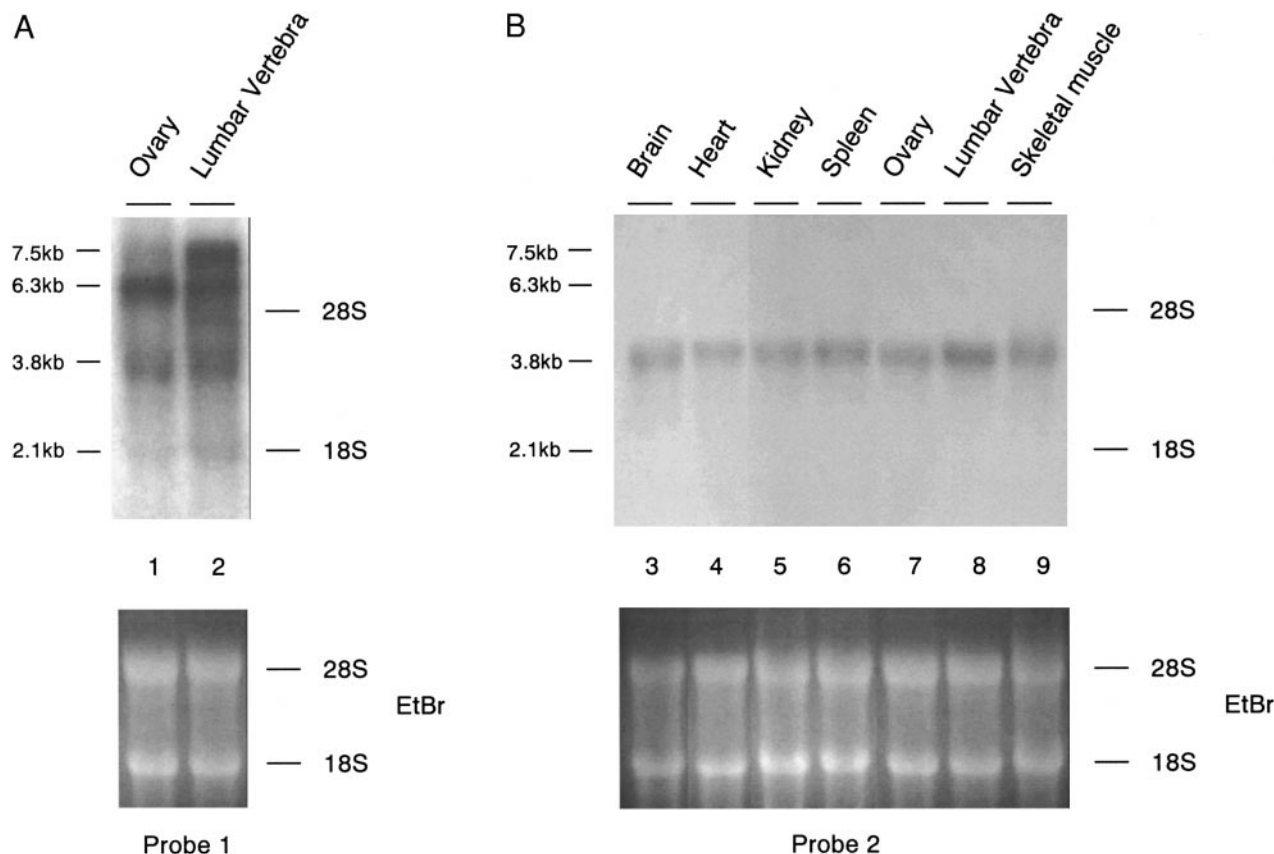 A
Ovary
Lumbar Vertebra
7.5kb
6.3kb
3.8kb
2.1kb
28S
18S
1 2
28S
EtBr
18S
Probe 1
B
Brain
Heart
Kidney
Spleen
Ovary
Lumbar Vertebra
Skeletal muscle
7.5kb
6.3kb
3.8kb
2.1kb
28S
18S
3 4 5 6 7 8 9
28S
EtBr
18S
Probe 2